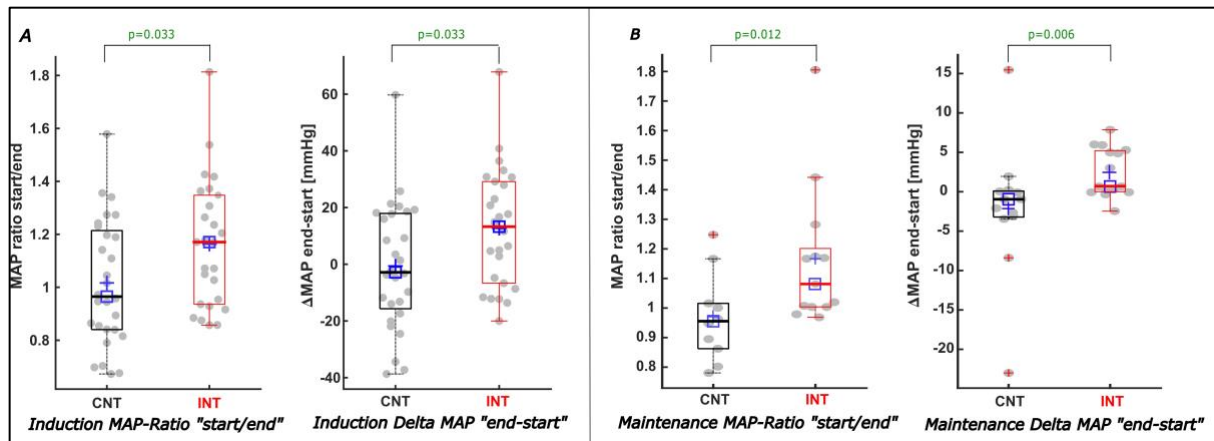 A
p=0.033
MAP ratio start/end
1.8
1.6
1.4
1.2
1
0.8
CNT
INT
Induction MAP-Ratio "start/end"
p=0.033
ΔMAP end-start [mmHg]
60
40
20
0
-20
-40
CNT
INT
Induction Delta MAP "end-start"
B
p=0.012
MAP ratio start/end
1.8
1.7
1.6
1.5
1.4
1.3
1.2
1.1
1
0.9
0.8
CNT
INT
Maintenance MAP-Ratio "start/end"
p=0.006
ΔMAP end-start [mmHg]
15
10
5
0
-5
-10
-15
-20
CNT
INT
Maintenance Delta MAP "end-start"